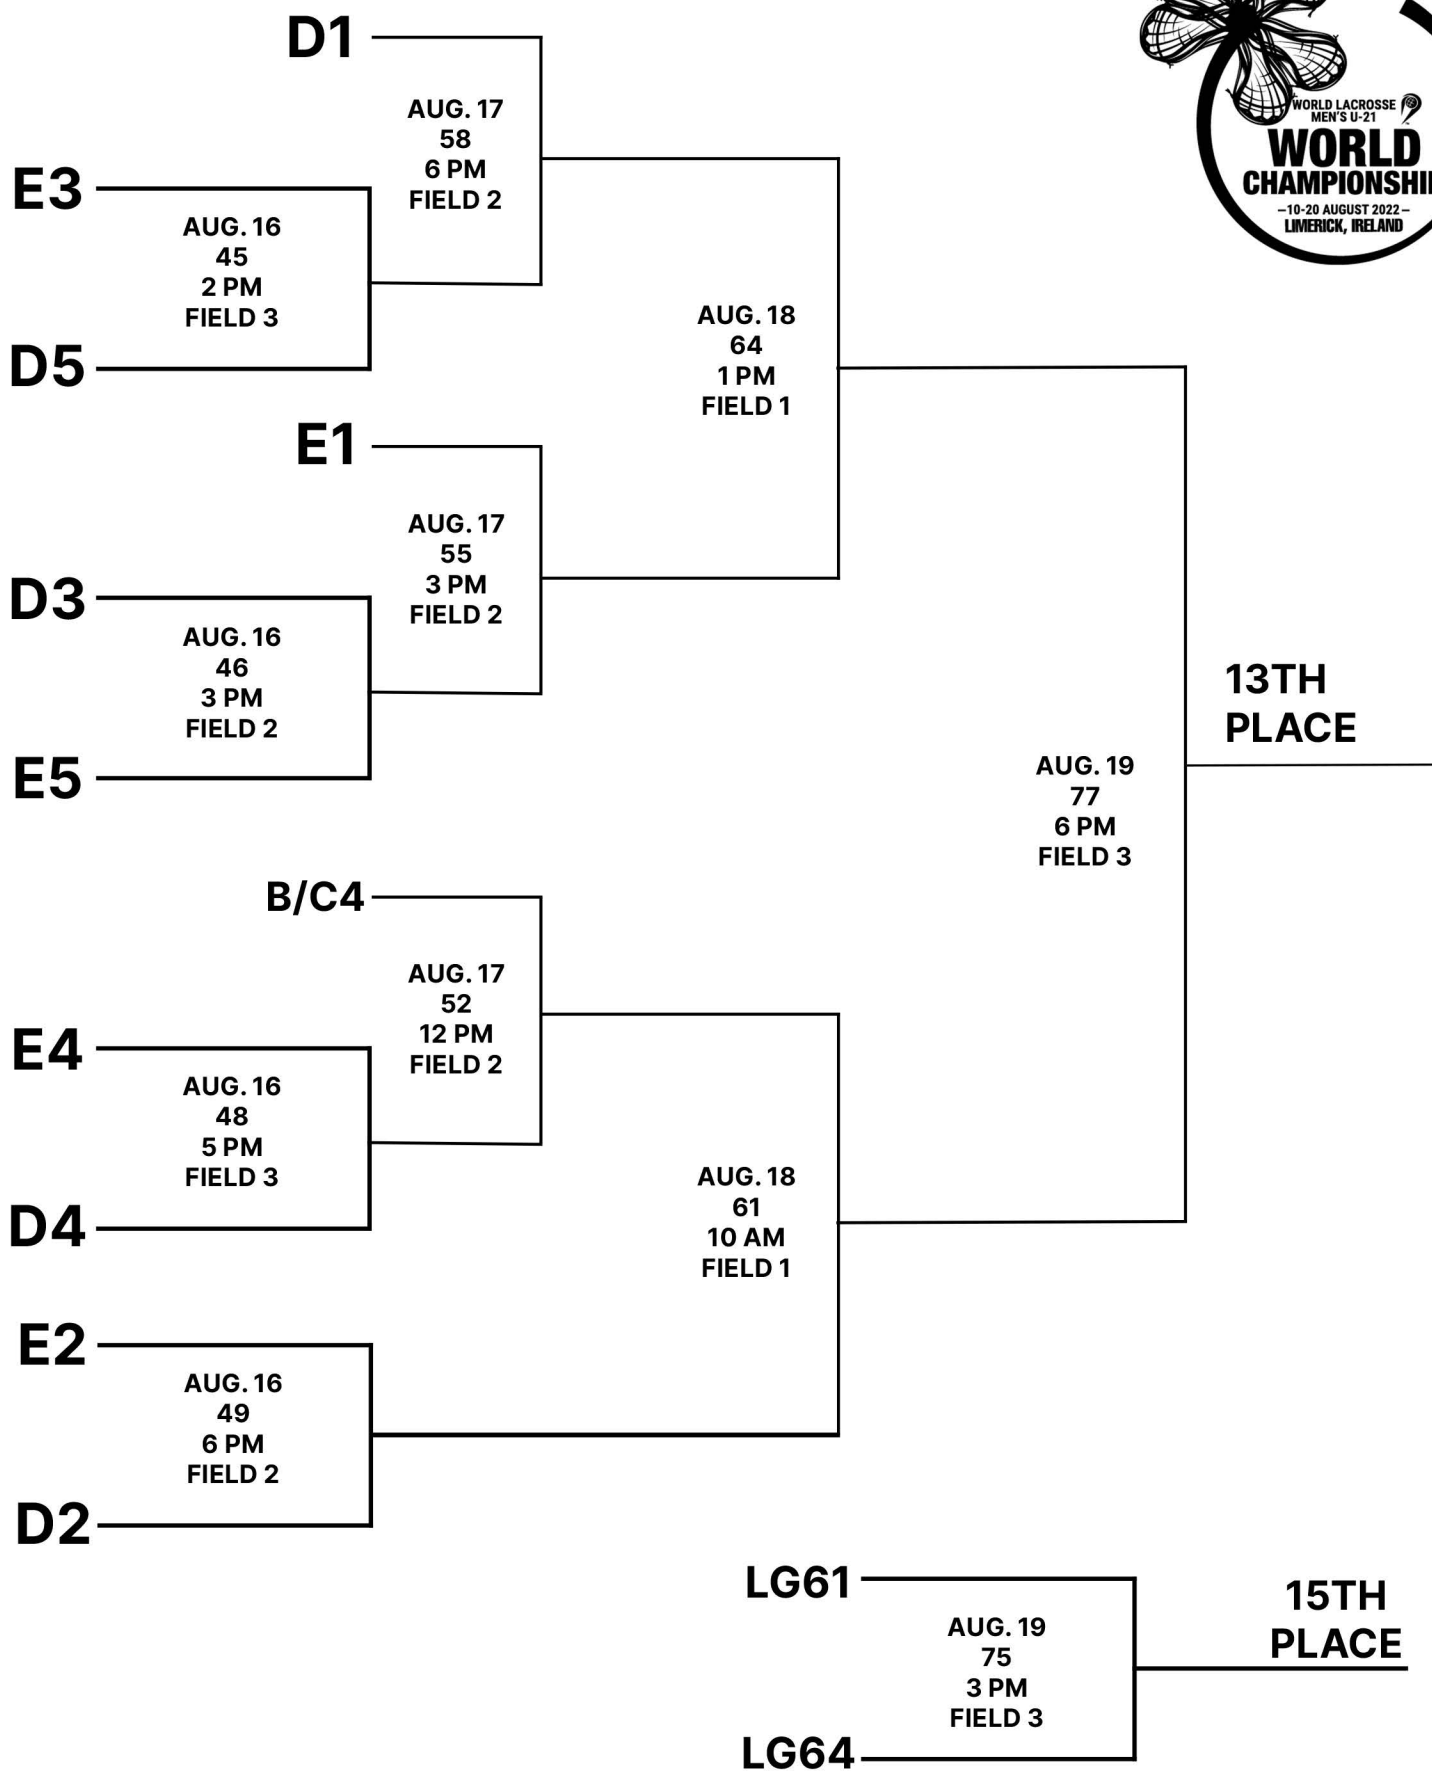 D1
AUG. 17
58
6 PM
FIELD 2
E3
AUG. 16
45
2 PM
FIELD 3
D5
AUG. 18
64
1 PM
FIELD 1
E1
AUG. 17
55
3 PM
FIELD 2
D3
AUG. 16
46
3 PM
FIELD 2
E5
WORLD LACROSSE
MEN'S U-21
WORLD
CHAMPIONSHI
–10-20 AUGUST 2022–
LIMERICK, IRELAND
13TH
PLACE
AUG. 19
77
6 PM
FIELD 3
B/C4
AUG. 17
52
12 PM
FIELD 2
E4
AUG. 16
48
5 PM
FIELD 3
D4
AUG. 18
61
10 AM
FIELD 1
E2
AUG. 16
49
6 PM
FIELD 2
D2
LG61
AUG. 19
75
3 PM
FIELD 3
LG64
15TH
PLACE